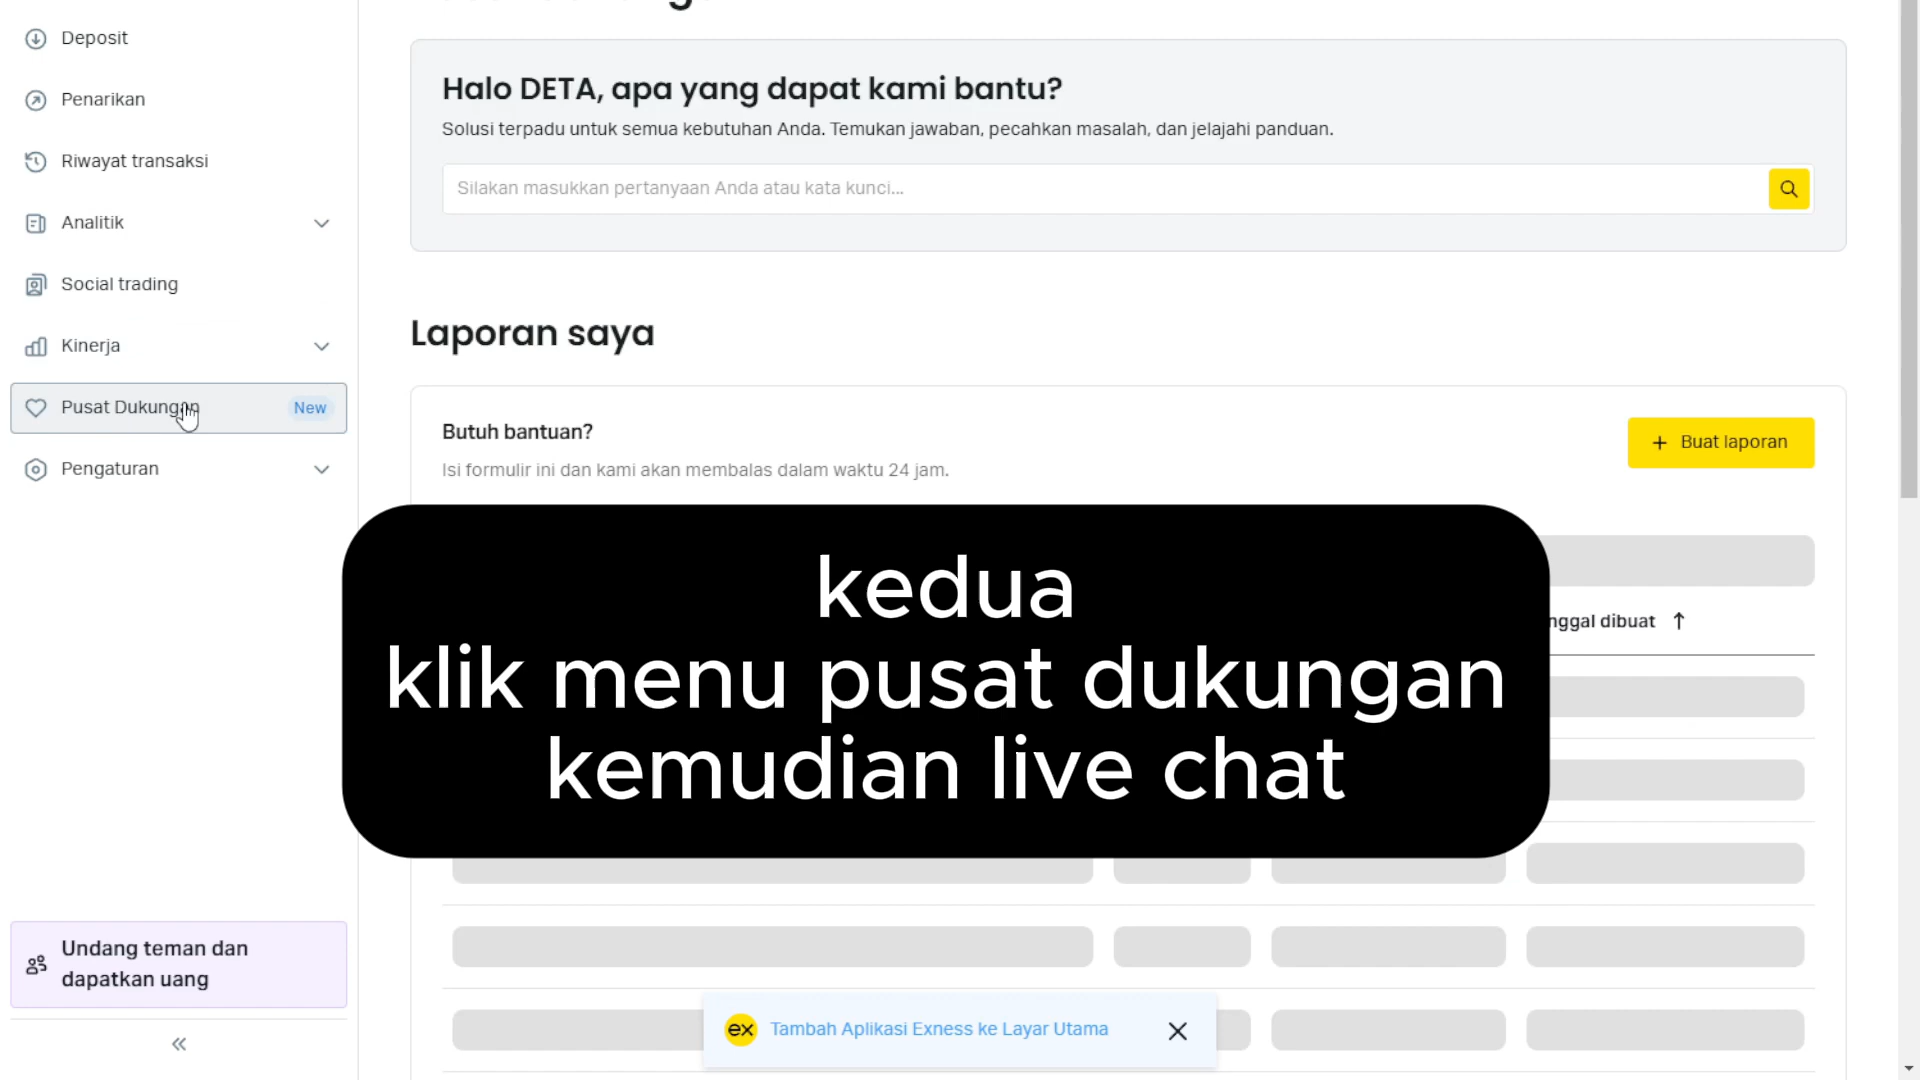 Deposit
Penarikan
Riwayat transaksi
Analitik
Social trading
Kinerja
Pusat Dukungan New
Pengaturan
Undang teman dan
dapatkan uang
Halo DETA, apa yang dapat kami bantu?
Solusi terpadu untuk semua kebutuhan Anda. Temukan jawaban, pecahkan masalah, dan jelajahi panduan.
Silakan masukkan pertanyaan Anda atau kata kunci...
Laporan saya
Butuh bantuan?
Isi formulir ini dan kami akan membalas dalam waktu 24 jam.
+ Buat laporan
nggal dibuat ↑
kedua
klik menu pusat dukungan
kemudian live chat
ex Tambah Aplikasi Exness ke Layar Utama